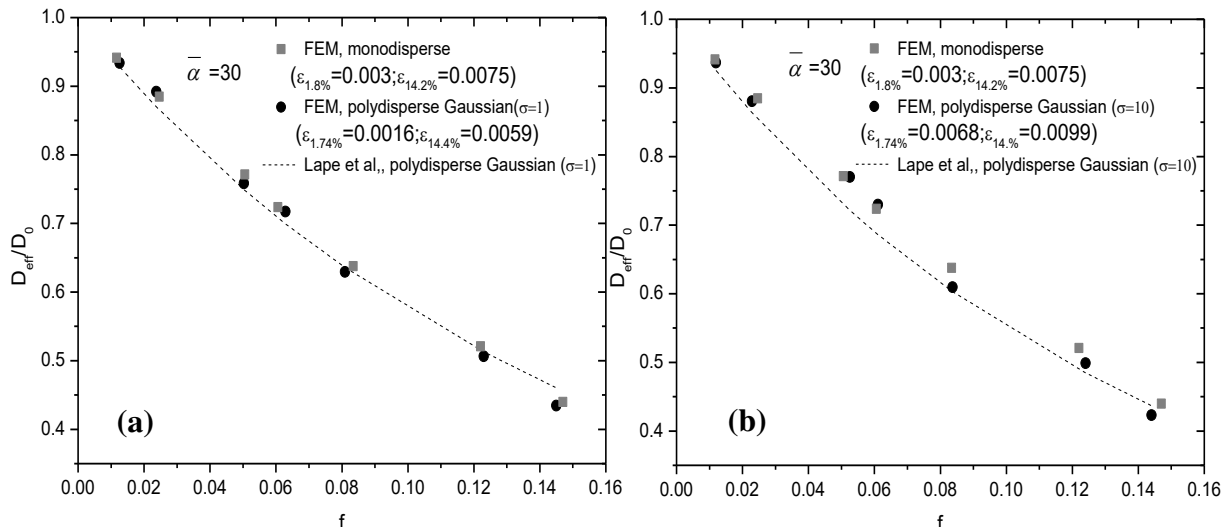 1.0
0.9
0.8
0.7
0.6
0.5
0.4
D_eff/D_0
α̅ =30
FEM, monodisperse
(ε_1.8%=0.003;ε_14.2%=0.0075)
FEM, polydisperse Gaussian(σ=1)
(ε_1.74%=0.0016;ε_14.4%=0.0059)
Lape et al,, polydisperse Gaussian (σ=1)
(a)
0.00 0.02 0.04 0.06 0.08 0.10 0.12 0.14 0.16
f
1.0
0.9
0.8
0.7
0.6
0.5
0.4
D_eff/D_0
α̅ =30
FEM, monodisperse
(ε_1.8%=0.003;ε_14.2%=0.0075)
FEM, polydisperse Gaussian (σ=10)
(ε_1.74%=0.0068;ε_14.%=0.0099)
Lape et al,, polydisperse Gaussian (σ=10)
(b)
0.00 0.02 0.04 0.06 0.08 0.10 0.12 0.14 0.16
f